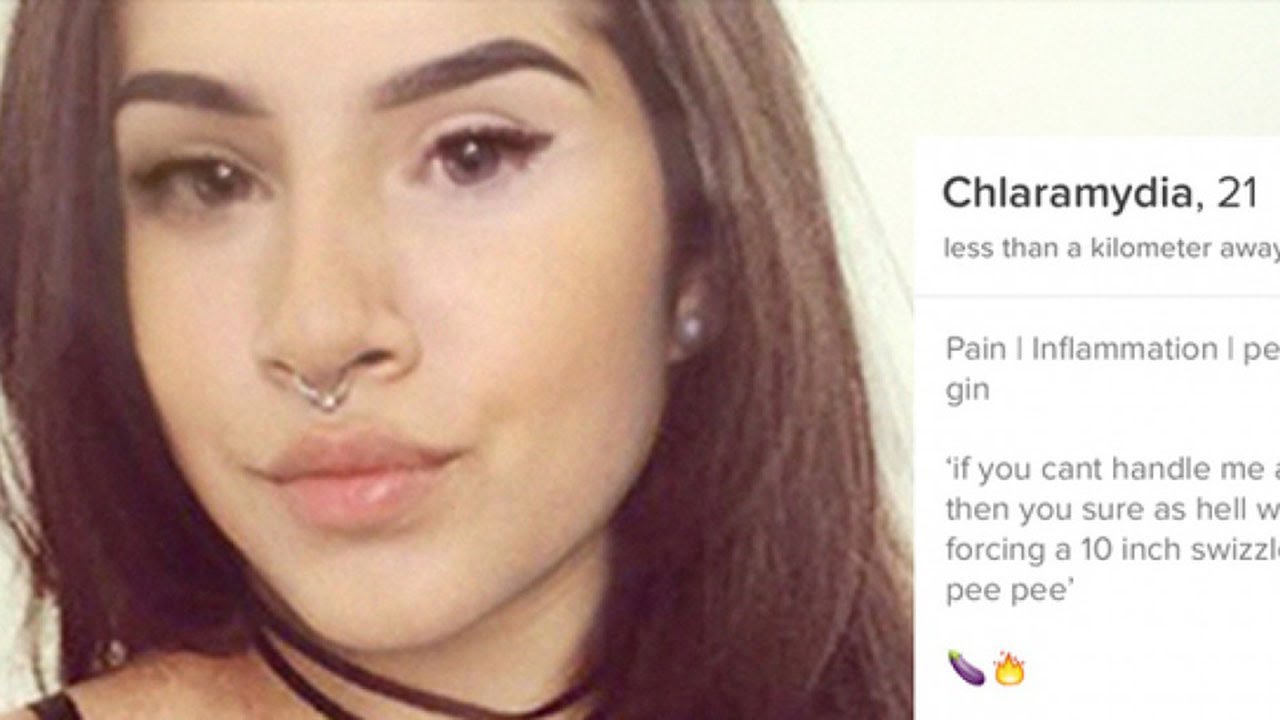 Chlaramydia, 21
less than a kilometer away
Pain | Inflammation | pe
gin
‘if you cant handle me a
then you sure as hell w
forcing a 10 inch swizzle
pee pee’
🍆🔥